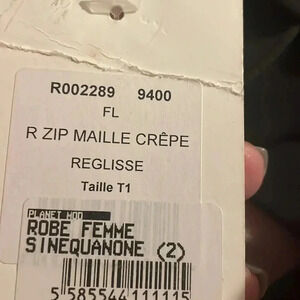 R002289 9400
FL
R ZIP MAILLE CRÊPE
REGLISSE
Taille T1
PLANET MOD
ROBE FEMME
SINEQUANONE (2)
5 585544 111115